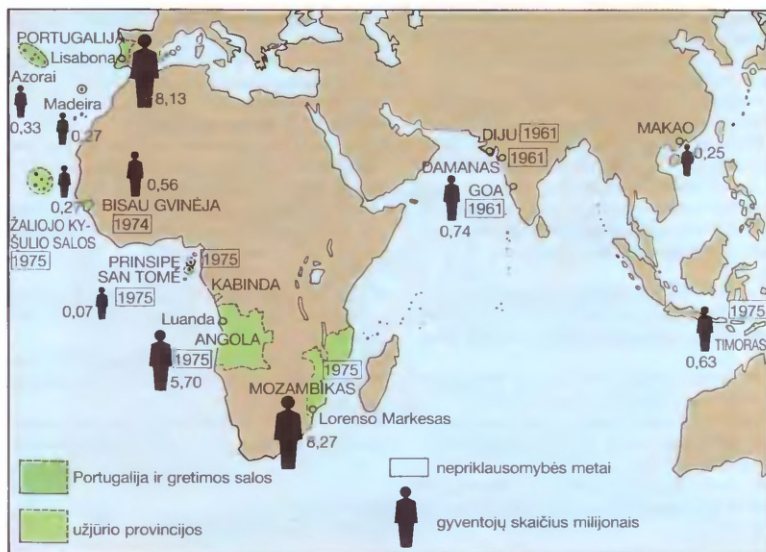 PORTUGALIJA
Lisabona
Azorai
0,33
Madeira
0,27
8,13
0,56
0,27
BISAU GVINĖJA
1974
ŽALIOJO KY-
ŠULIO SALOS
1975
PRINSIPE
SAN TOMĖ
1975
1975
0,07
KABINDA
Luanda
ANGOLA
1975
5,70
1975
MOZAMBIKAS
Lorenso Markesas
8,27
DIJU 1961
1961
DAMANAS
GOA
1961
0,74
MAKAO
0,25
1975
TIMORAS
0,63
Portugalija ir gretimos salos
užjūrio provincijos
nepriklausomybės metai
gyventojų skaičius milijonais